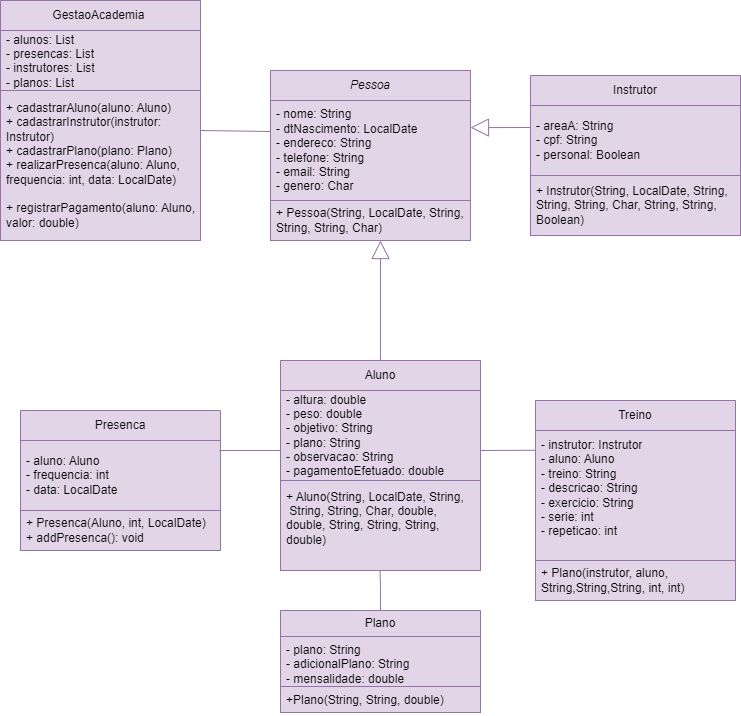 GestaoAcademia
- alunos: List
- presencas: List
- instrutores: List
- planos: List
+ cadastrarAluno(aluno: Aluno)
+ cadastrarInstrutor(instrutor:
Instrutor)
+ cadastrarPlano(plano: Plano)
+ realizarPresenca(aluno: Aluno,
frequencia: int, data: LocalDate)
+ registrarPagamento(aluno: Aluno,
valor: double)
Pessoa
- nome: String
- dtNascimento: LocalDate
- endereco: String
- telefone: String
- email: String
- genero: Char
+ Pessoa(String, LocalDate, String,
String, String, Char)
Instrutor
- areaA: String
- cpf: String
- personal: Boolean
+ Instrutor(String, LocalDate, String,
String, String, Char, String, String,
Boolean)
Aluno
- altura: double
- peso: double
- objetivo: String
- plano: String
- observacao: String
- pagamentoEfetuado: double
+ Aluno(String, LocalDate, String,
String, String, Char, double,
double, String, String, String,
double)
Presenca
- aluno: Aluno
- frequencia: int
- data: LocalDate
+ Presenca(Aluno, int, LocalDate)
+ addPresenca(): void
Treino
- instrutor: Instrutor
- aluno: Aluno
- treino: String
- descricao: String
- exercicio: String
- serie: int
- repeticao: int
+ Plano(instrutor, aluno,
String,String,String, int, int)
Plano
- plano: String
- adicionalPlano: String
- mensalidade: double
+Plano(String, String, double)